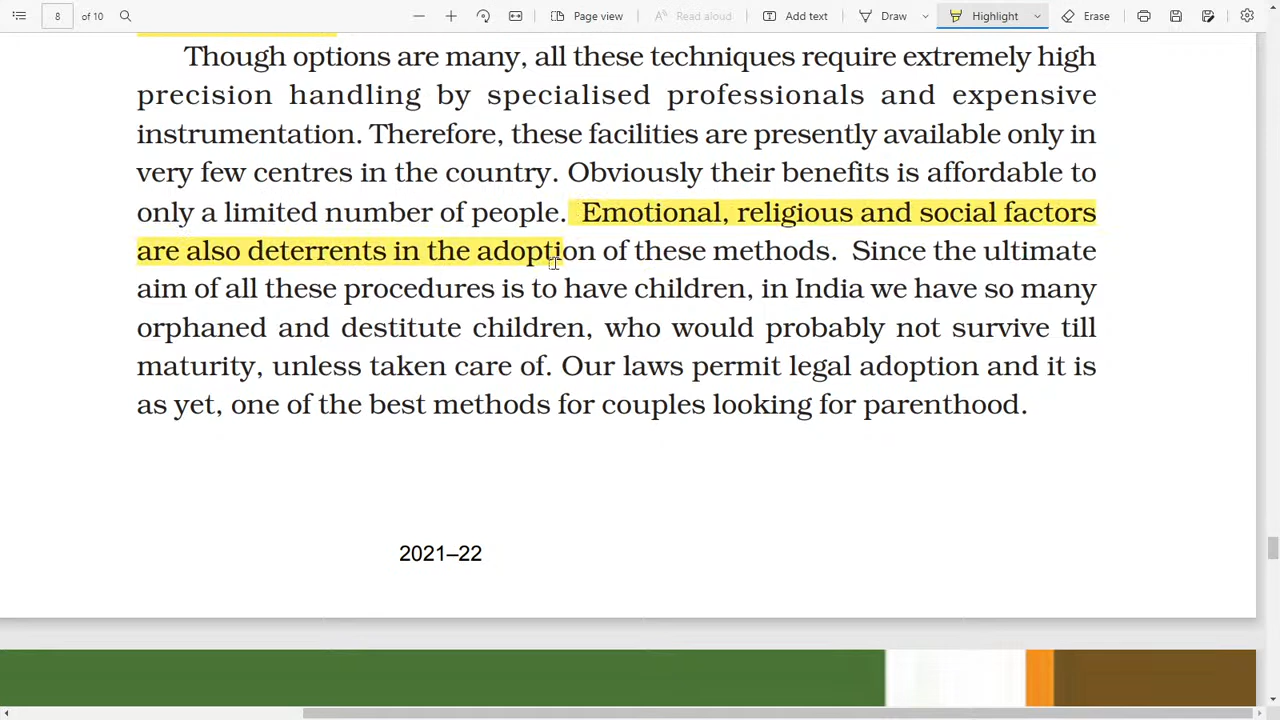 8 of 10 Page view Read aloud Add text Draw Highlight Erase
Though options are many, all these techniques require extremely high
precision handling by specialised professionals and expensive
instrumentation. Therefore, these facilities are presently available only in
very few centres in the country. Obviously their benefits is affordable to
only a limited number of people. Emotional, religious and social factors
are also deterrents in the adoption of these methods. Since the ultimate
aim of all these procedures is to have children, in India we have so many
orphaned and destitute children, who would probably not survive till
maturity, unless taken care of. Our laws permit legal adoption and it is
as yet, one of the best methods for couples looking for parenthood.
2021–22